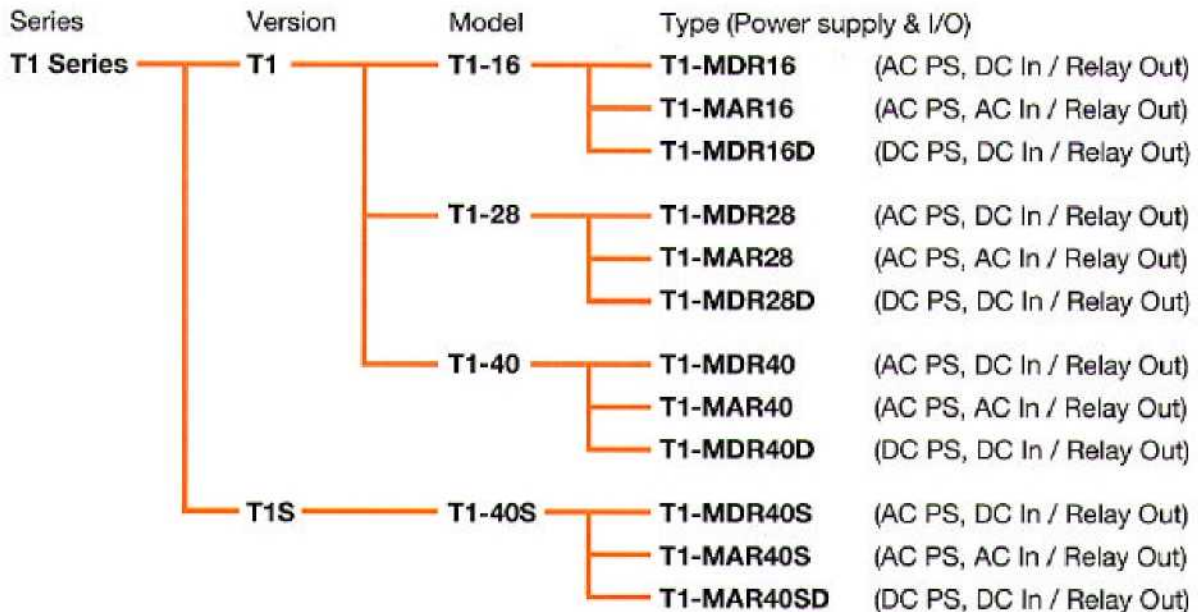 Series Version Model Type (Power supply & I/O)
T1 Series T1 T1-16 T1-MDR16 (AC PS, DC In / Relay Out)
T1-MAR16 (AC PS, AC In / Relay Out)
T1-MDR16D (DC PS, DC In / Relay Out)
T1-28 T1-MDR28 (AC PS, DC In / Relay Out)
T1-MAR28 (AC PS, AC In / Relay Out)
T1-MDR28D (DC PS, DC In / Relay Out)
T1-40 T1-MDR40 (AC PS, DC In / Relay Out)
T1-MAR40 (AC PS, AC In / Relay Out)
T1-MDR40D (DC PS, DC In / Relay Out)
T1S T1-40S T1-MDR40S (AC PS, DC In / Relay Out)
T1-MAR40S (AC PS, AC In / Relay Out)
T1-MAR40SD (DC PS, DC In / Relay Out)